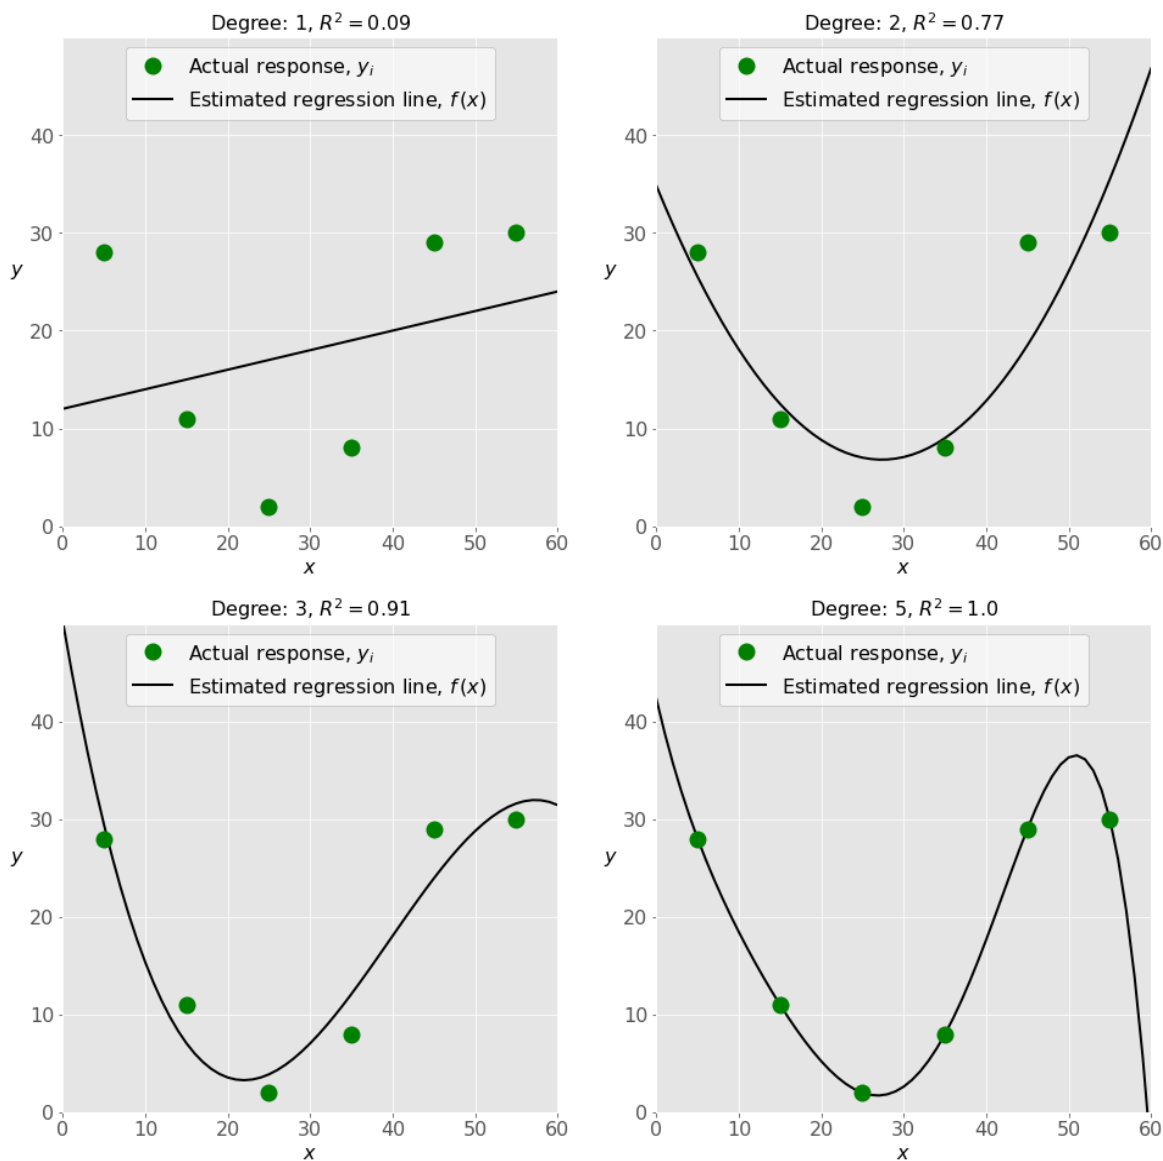 Degree: 1, R² = 0.09
Actual response, yᵢ
Estimated regression line, f(x)
40
30
y
20
10
0
0 10 20 30 40 50 60
x
Degree: 2, R² = 0.77
Actual response, yᵢ
Estimated regression line, f(x)
40
30
y
20
10
0
0 10 20 30 40 50 60
x
Degree: 3, R² = 0.91
Actual response, yᵢ
Estimated regression line, f(x)
40
30
y
20
10
0
0 10 20 30 40 50 60
x
Degree: 5, R² = 1.0
Actual response, yᵢ
Estimated regression line, f(x)
40
30
y
20
10
0
0 10 20 30 40 50 60
x